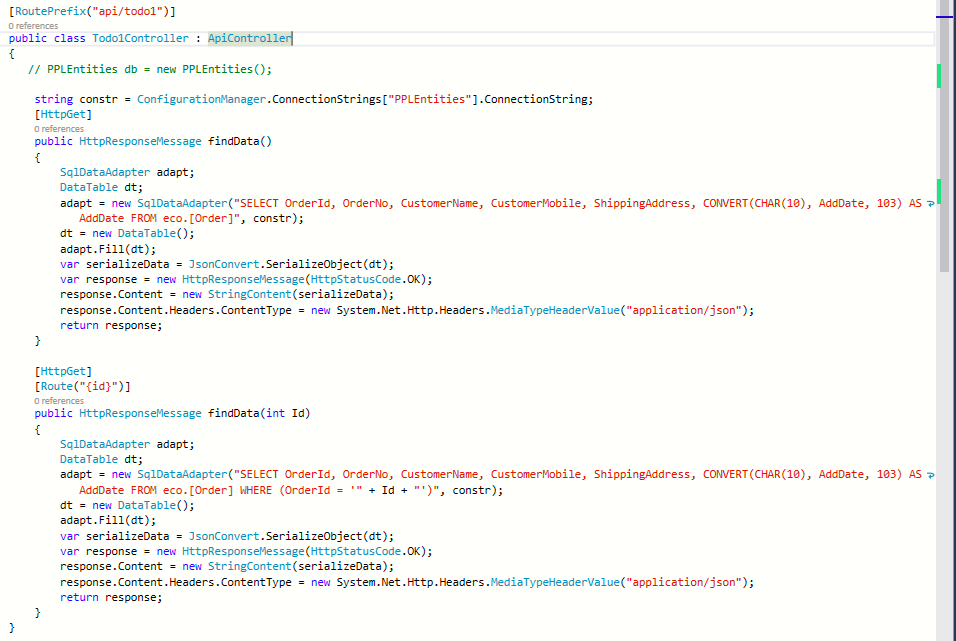 [RoutePrefix("api/todo1")]
0 references
public class Todo1Controller : ApiController
{
// PPLEntities db = new PPLEntities();
string constr = ConfigurationManager.ConnectionStrings["PPLEntities"].ConnectionString;
[HttpGet]
0 references
public HttpResponseMessage findData()
{
SqlDataAdapter adapt;
DataTable dt;
adapt = new SqlDataAdapter("SELECT OrderId, OrderNo, CustomerName, CustomerMobile, ShippingAddress, CONVERT(CHAR(10), AddDate, 103) AS
AddDate FROM eco.[Order]", constr);
dt = new DataTable();
adapt.Fill(dt);
var serializeData = JsonConvert.SerializeObject(dt);
var response = new HttpResponseMessage(HttpStatusCode.OK);
response.Content = new StringContent(serializeData);
response.Content.Headers.ContentType = new System.Net.Http.Headers.MediaTypeHeaderValue("application/json");
return response;
}
[HttpGet]
[Route("{id}")]
0 references
public HttpResponseMessage findData(int Id)
{
SqlDataAdapter adapt;
DataTable dt;
adapt = new SqlDataAdapter("SELECT OrderId, OrderNo, CustomerName, CustomerMobile, ShippingAddress, CONVERT(CHAR(10), AddDate, 103) AS
AddDate FROM eco.[Order] WHERE (OrderId = '" + Id + "')", constr);
dt = new DataTable();
adapt.Fill(dt);
var serializeData = JsonConvert.SerializeObject(dt);
var response = new HttpResponseMessage(HttpStatusCode.OK);
response.Content = new StringContent(serializeData);
response.Content.Headers.ContentType = new System.Net.Http.Headers.MediaTypeHeaderValue("application/json");
return response;
}
}